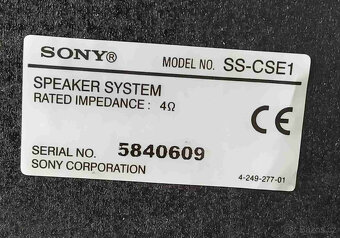 SONY® MODEL NO. SS-CSE1
SPEAKER SYSTEM
RATED IMPEDANCE : 4Ω
CE
SERIAL NO. 5840609
SONY CORPORATION 4-249-277-01